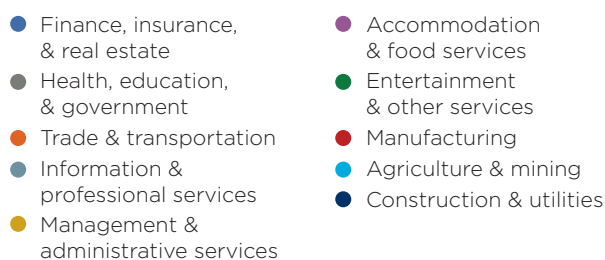 Finance, insurance,
& real estate
Health, education,
& government
Trade & transportation
Information &
professional services
Management &
administrative services
Accommodation
& food services
Entertainment
& other services
Manufacturing
Agriculture & mining
Construction & utilities